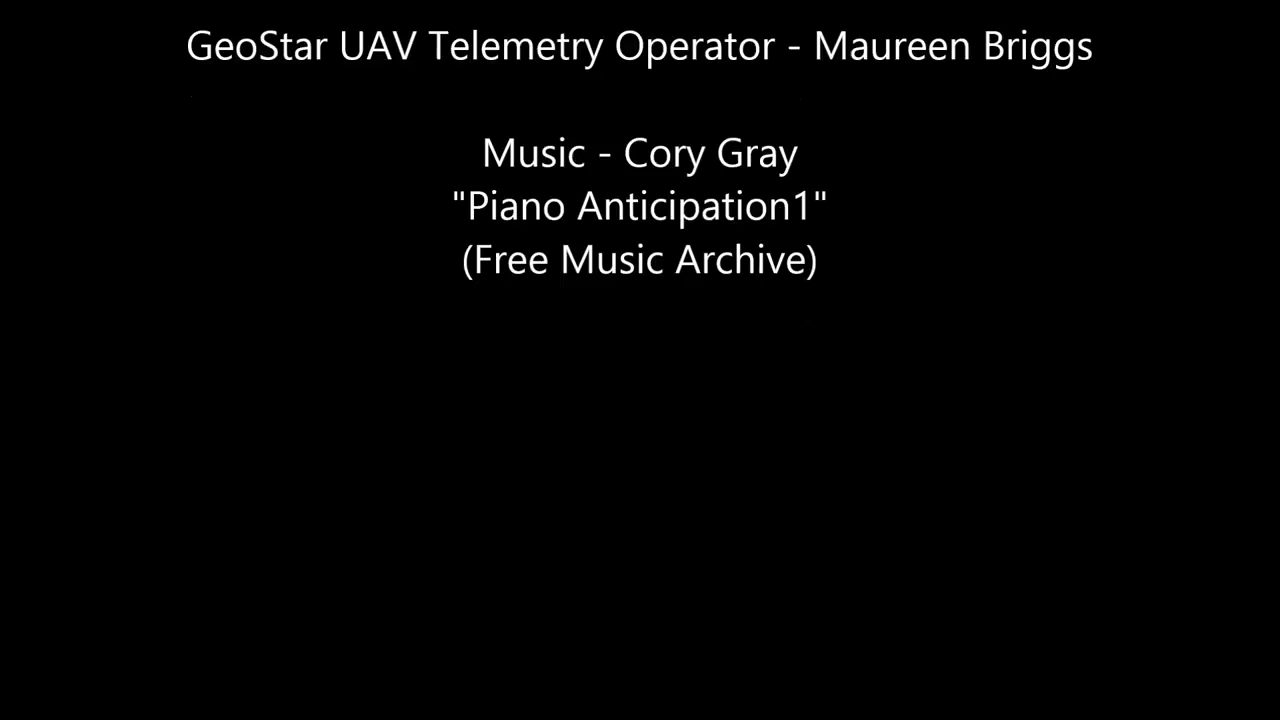 GeoStar UAV Telemetry Operator - Maureen Briggs
Music - Cory Gray
"Piano Anticipation1"
(Free Music Archive)